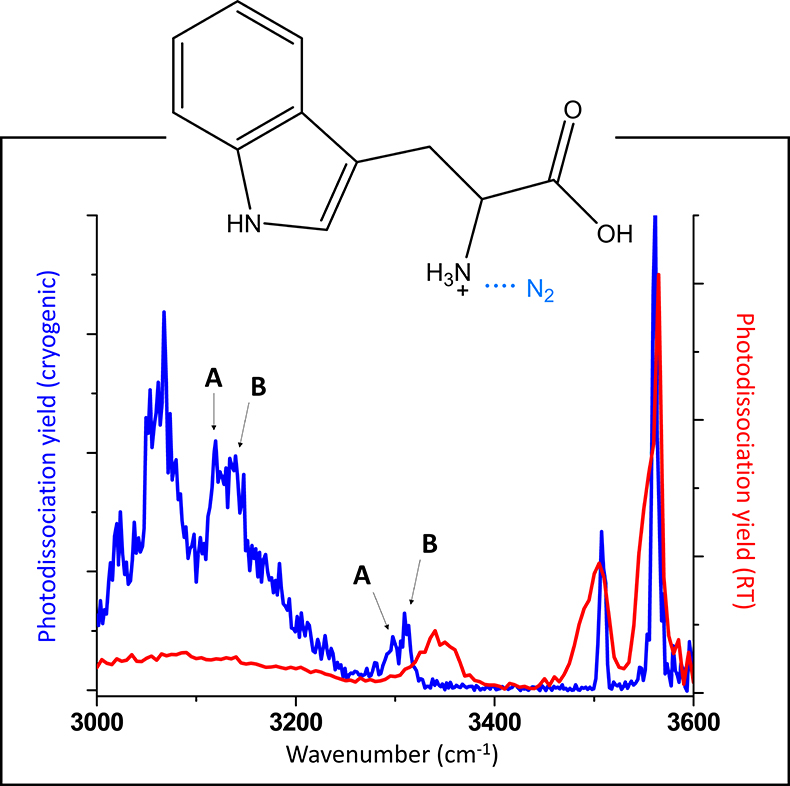 O
HN
OH
H₃N
+
N₂
Photodissociation yield (cryogenic)
A
B
A
B
Photodissociation yield (RT)
3000 3200 3400 3600
Wavenumber (cm⁻¹)